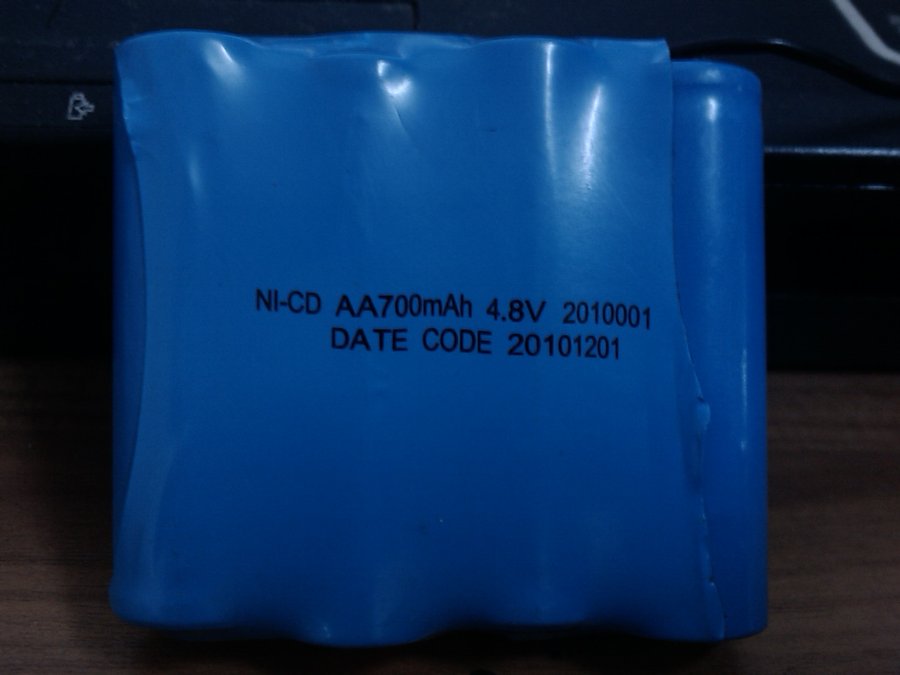 NI-CD AA700mAh 4.8V 2010001
DATE CODE 20101201